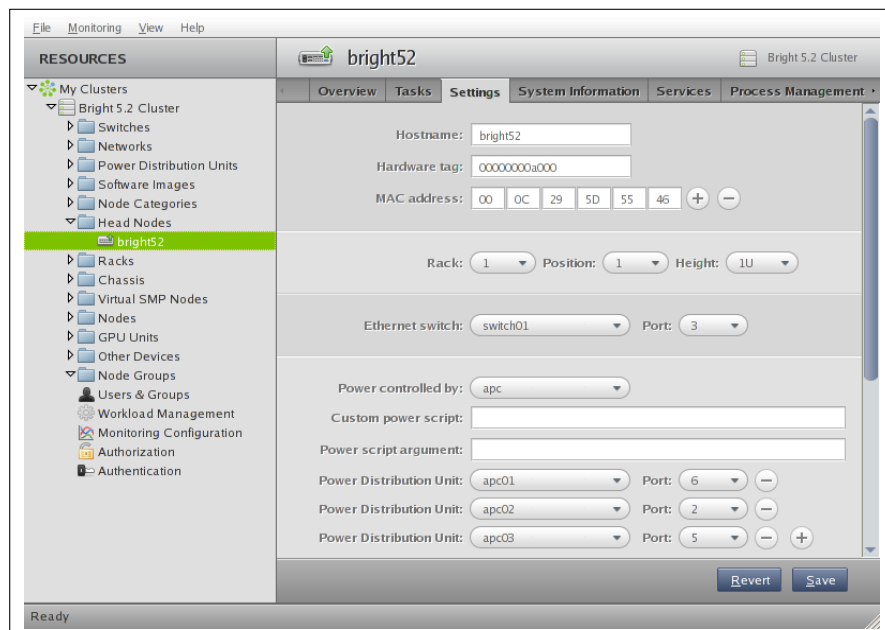 File Monitoring View Help
RESOURCES
My Clusters
Bright 5.2 Cluster
Switches
Networks
Power Distribution Units
Software Images
Node Categories
Head Nodes
bright52
Racks
Chassis
Virtual SMP Nodes
Nodes
GPU Units
Other Devices
Node Groups
Users & Groups
Workload Management
Monitoring Configuration
Authorization
Authentication
bright52 Bright 5.2 Cluster
Overview Tasks Settings System Information Services Process Management
Hostname: bright52
Hardware tag: 00000000a000
MAC address: 00 0C 29 5D 55 46
Rack: 1 Position: 1 Height: 1U
Ethernet switch: switch01 Port: 3
Power controlled by: apc
Custom power script:
Power script argument:
Power Distribution Unit: apc01 Port: 6
Power Distribution Unit: apc02 Port: 2
Power Distribution Unit: apc03 Port: 5
Revert Save
Ready